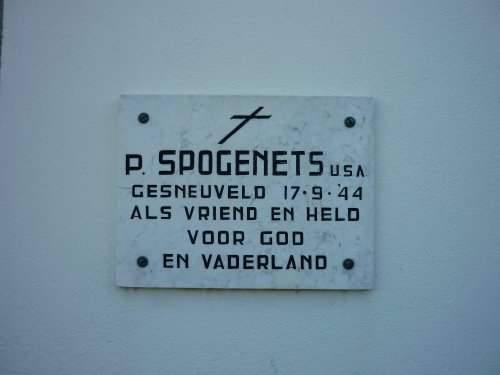 P. SPOGENETS USA
GESNEUVELD 17·9·'44
ALS VRIEND EN HELD
VOOR GOD
EN VADERLAND